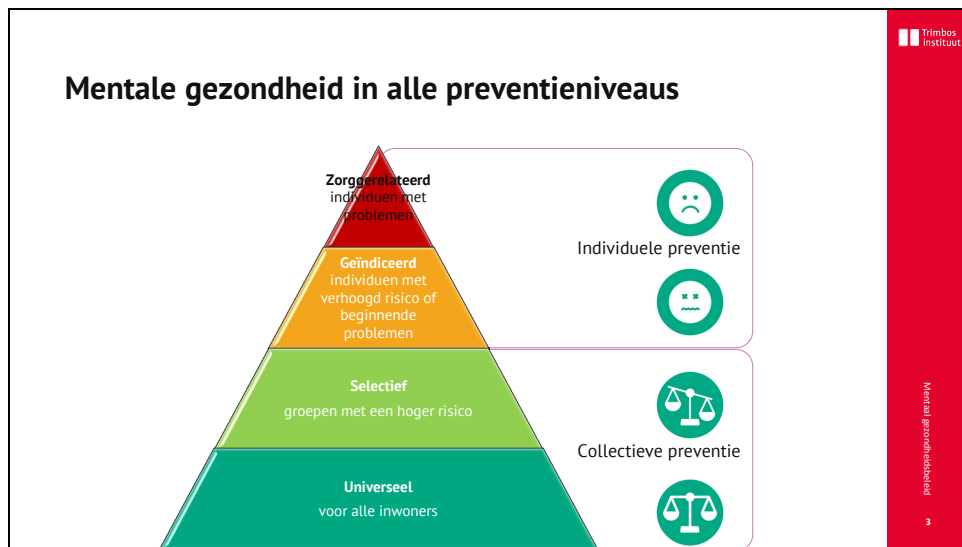 Trimbos
instituut
Mentale gezondheid in alle preventieniveaus
Zorggerelateerd
individuen met
problemen
Individuele preventie
Geïndiceerd
individuen met
verhoogd risico of
beginnende
problemen
Selectief
groepen met een hoger risico
Collectieve preventie
Universeel
voor alle inwoners
Mentaal gezondheidsbeleid
3